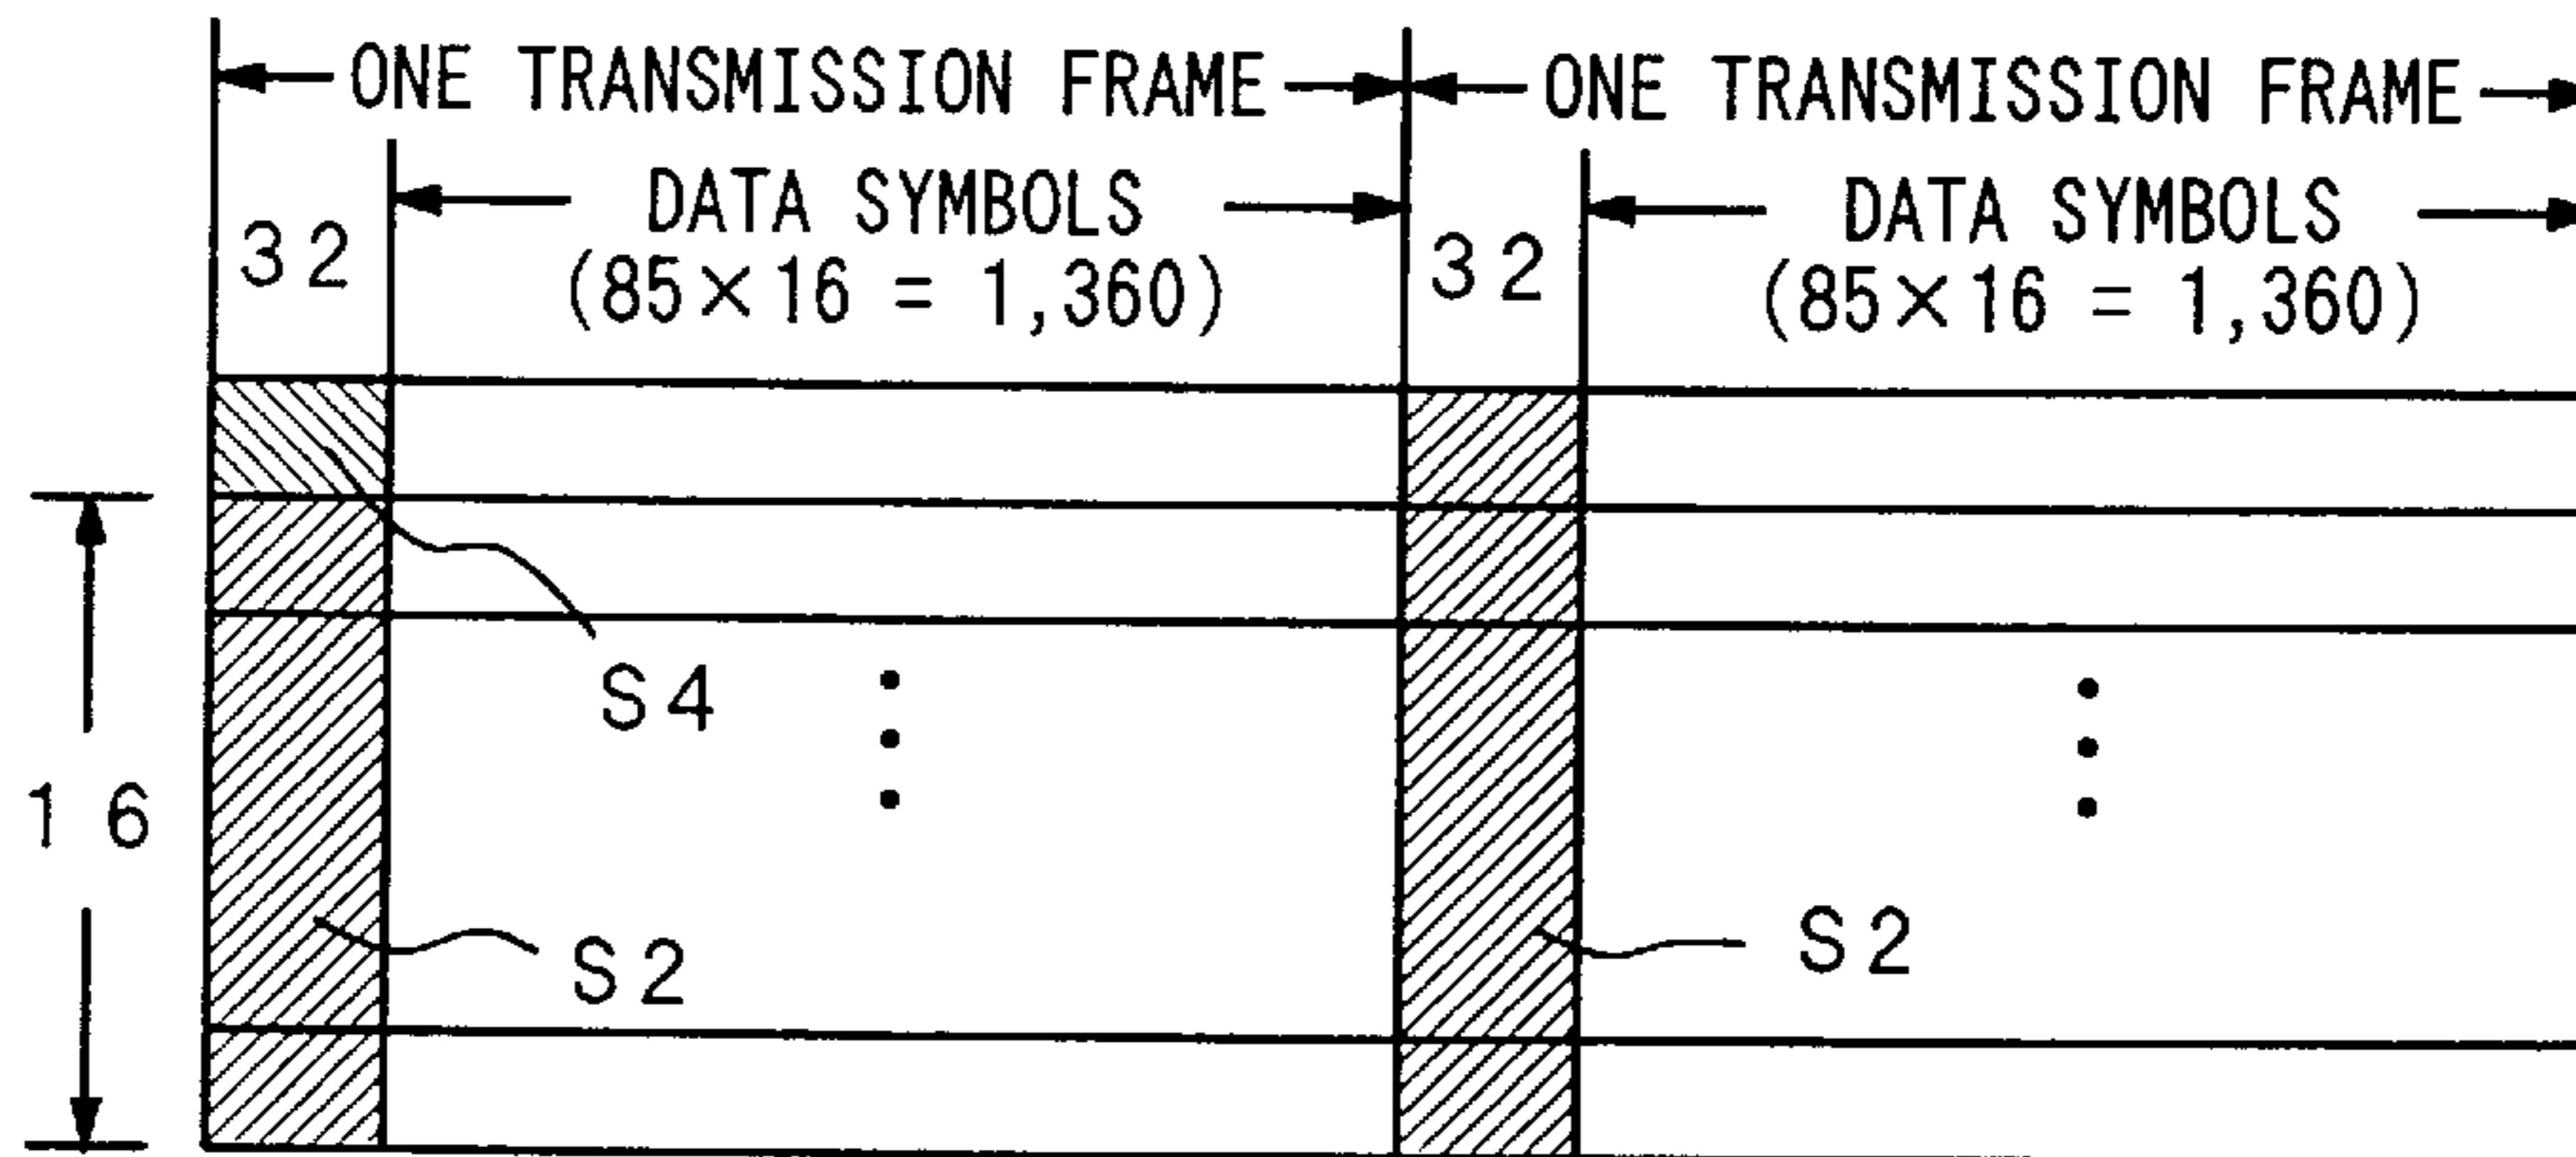 ONE TRANSMISSION FRAME ONE TRANSMISSION FRAME
DATA SYMBOLS DATA SYMBOLS
32 (85×16 = 1,360) 32 (85×16 = 1,360)
S4
16
S2 S2